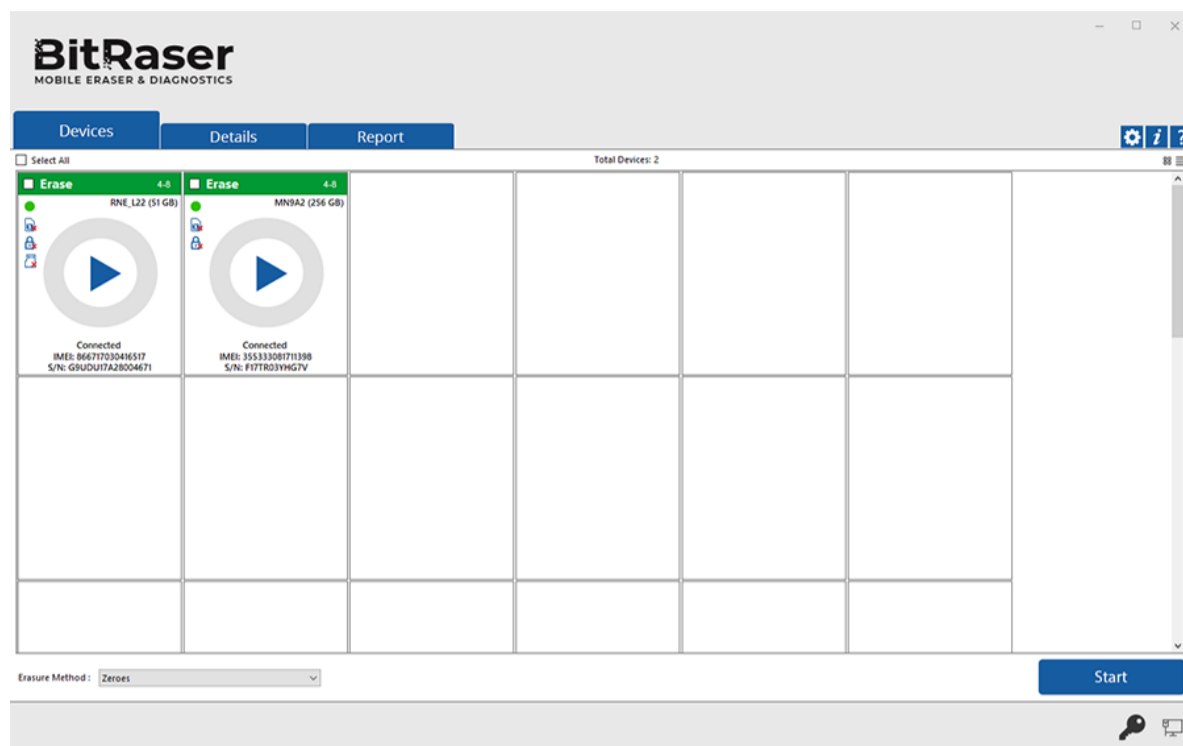 BitRaser
MOBILE ERASER & DIAGNOSTICS
Devices
Details
Report
i
?
Select All
Total Devices: 2
Erase 4-8
RNE_L22 (51 GB)
Connected
IMEI: 866717030416517
S/N: G9UDU17A28004671
Erase 4-8
MN9A2 (256 GB)
Connected
IMEI: 355333081711398
S/N: F17TR03YHG7V
Erasure Method : Zeroes
Start